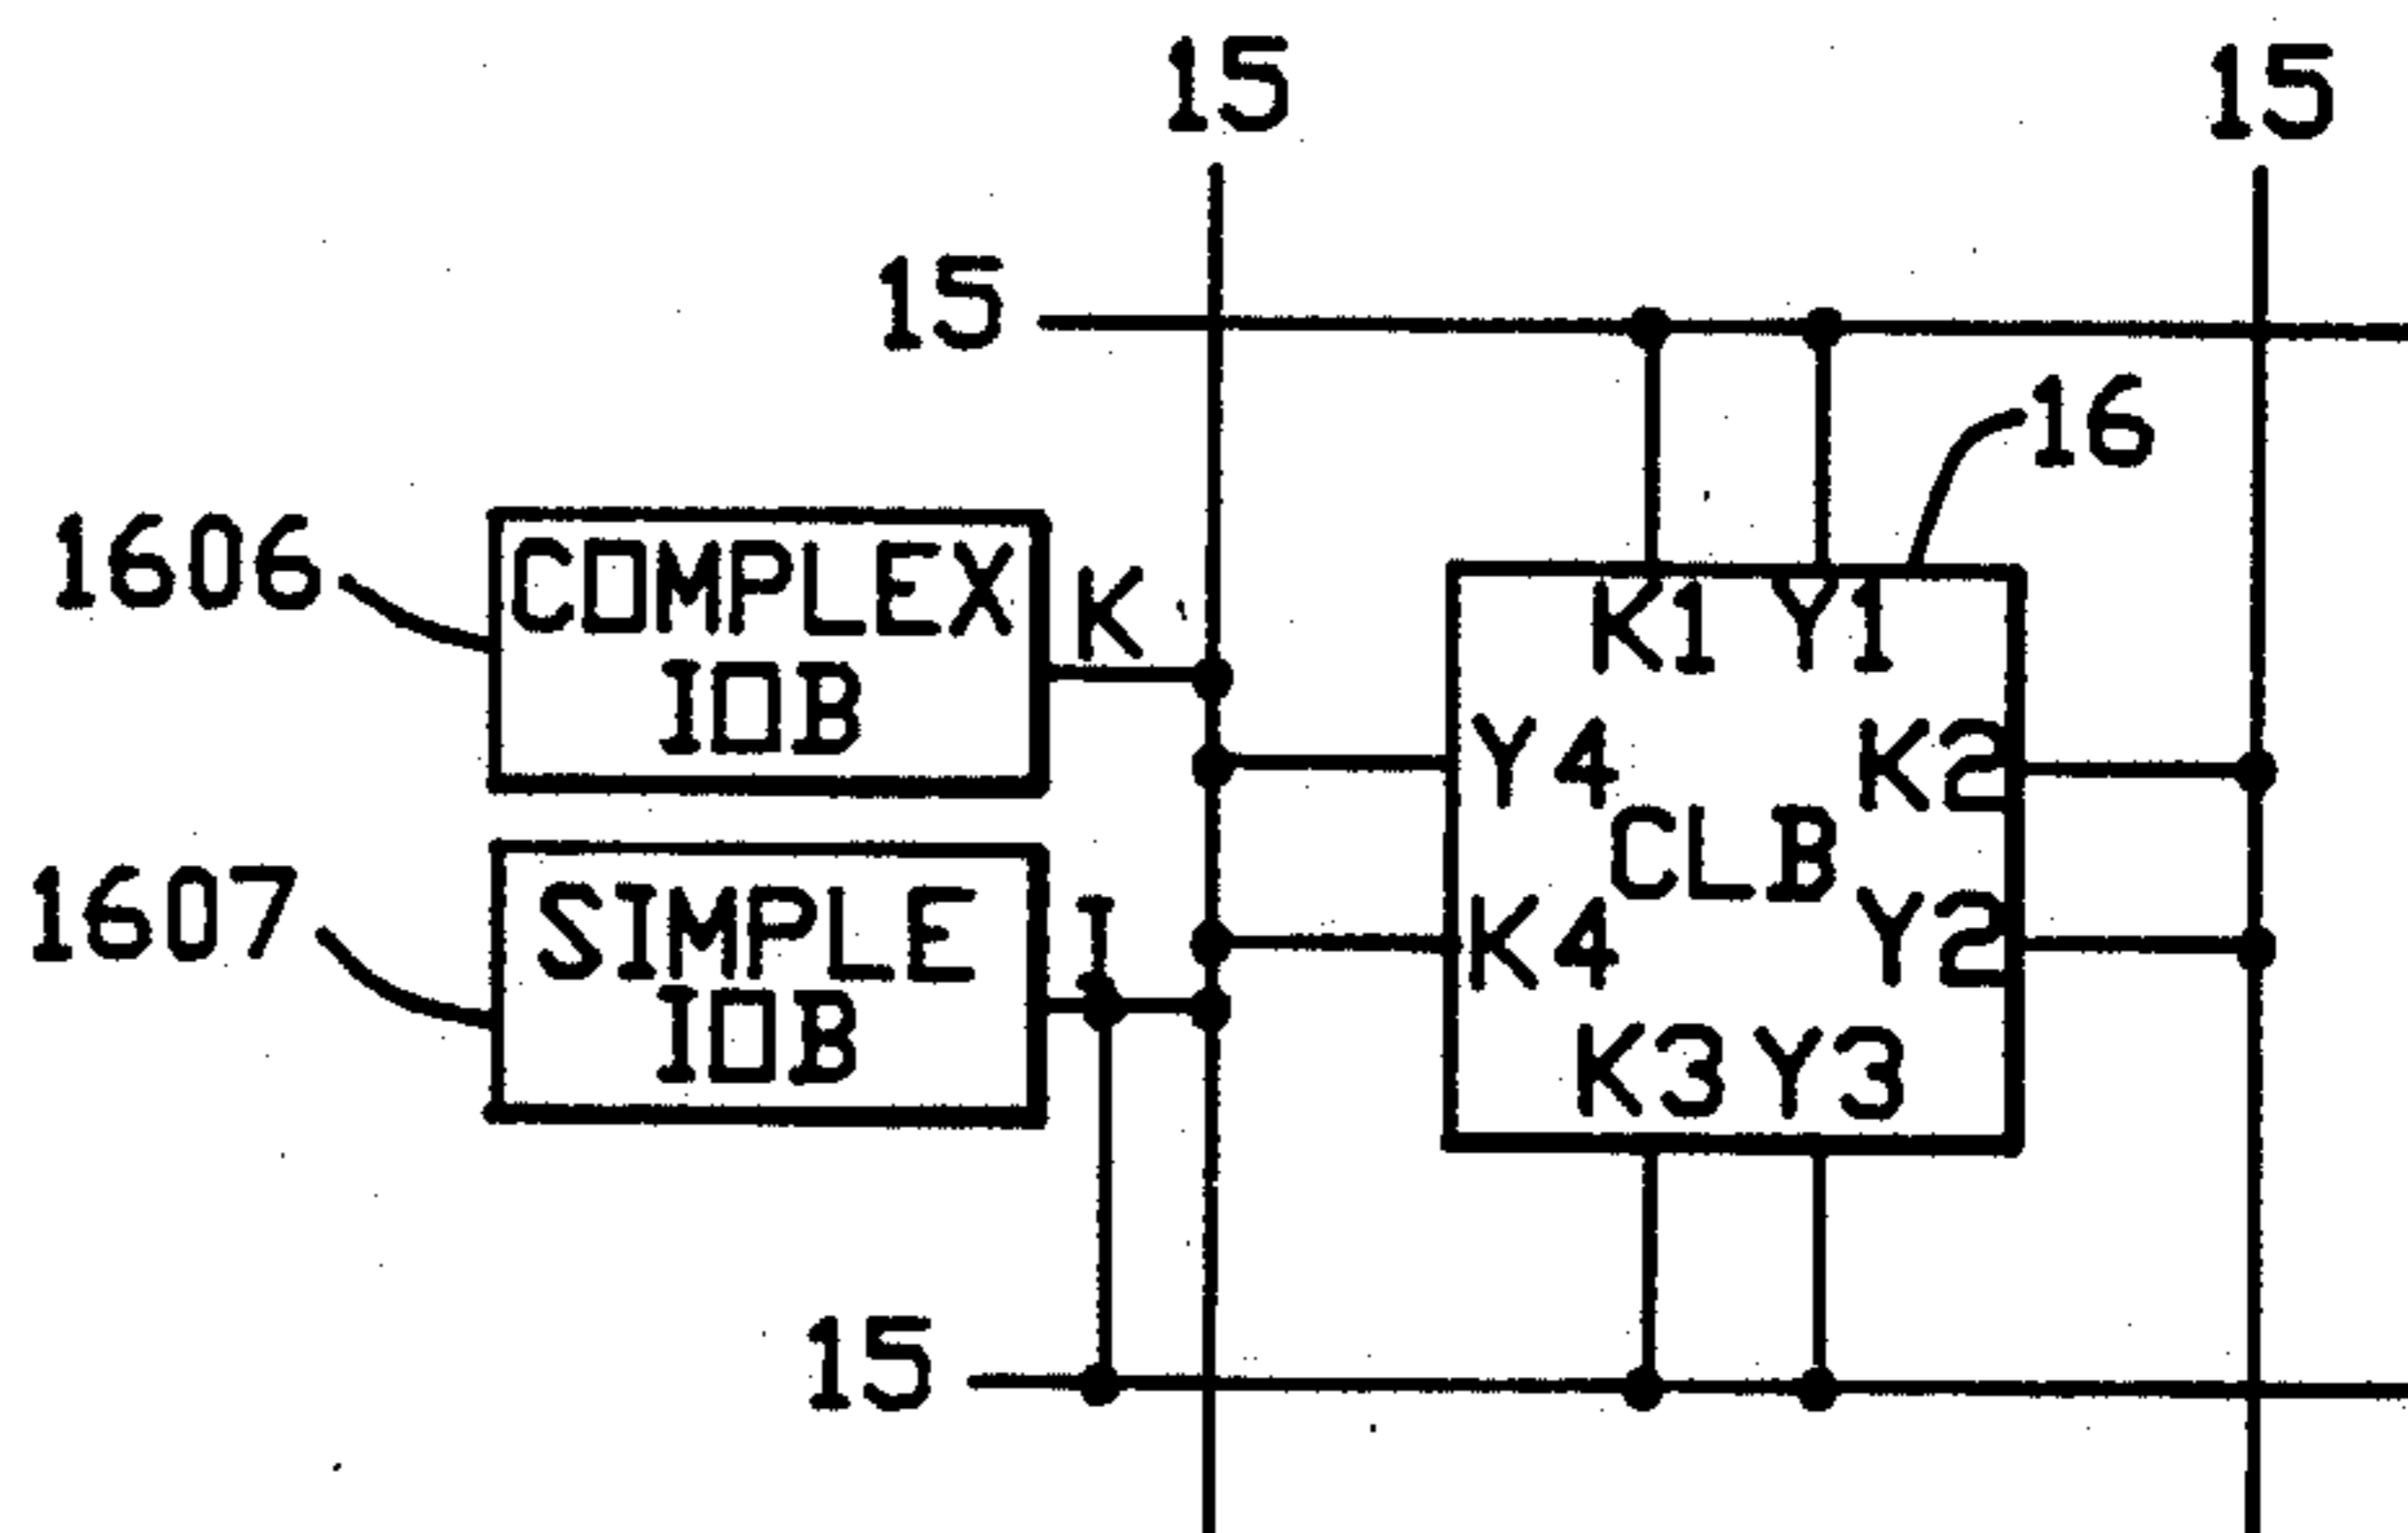 15
15
15
16
1606
COMPLEX
IOB
K
K1 Y1
Y4
K2
CLB
1607
SIMPLE
IOB
I
K4
Y2
K3 Y3
15